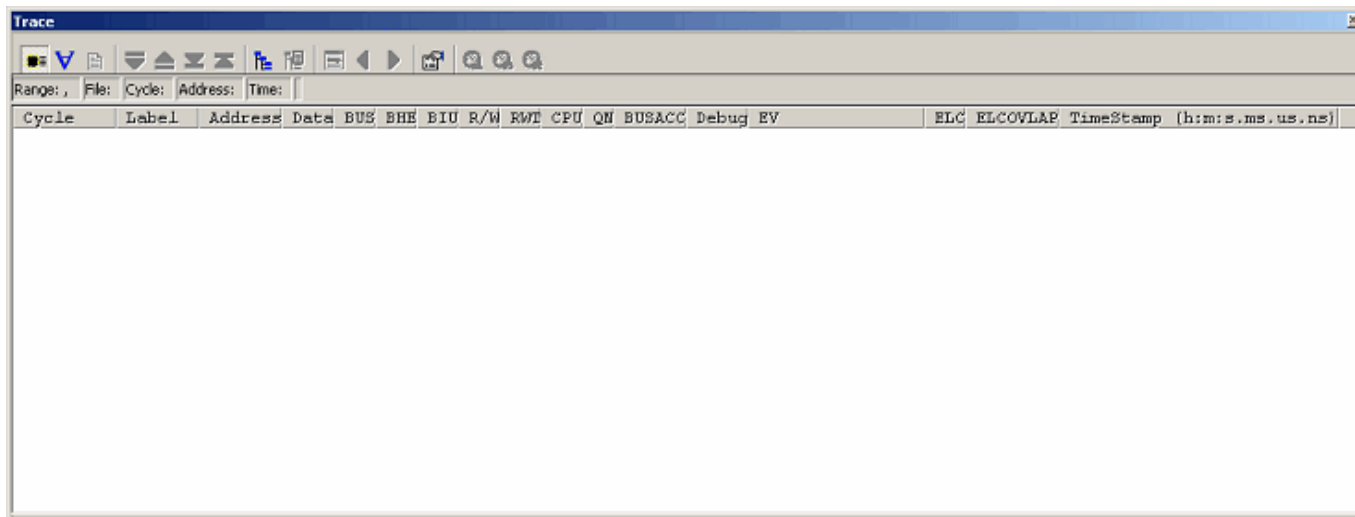 Trace
Range: , File: Cycle: Address: Time:
Cycle Label Address Data BUS BHE BIU R/W RWT CPU QN BUSACC Debug EV ELC ELCOVLAP TimeStamp (h:m:s.ms.us.ns)